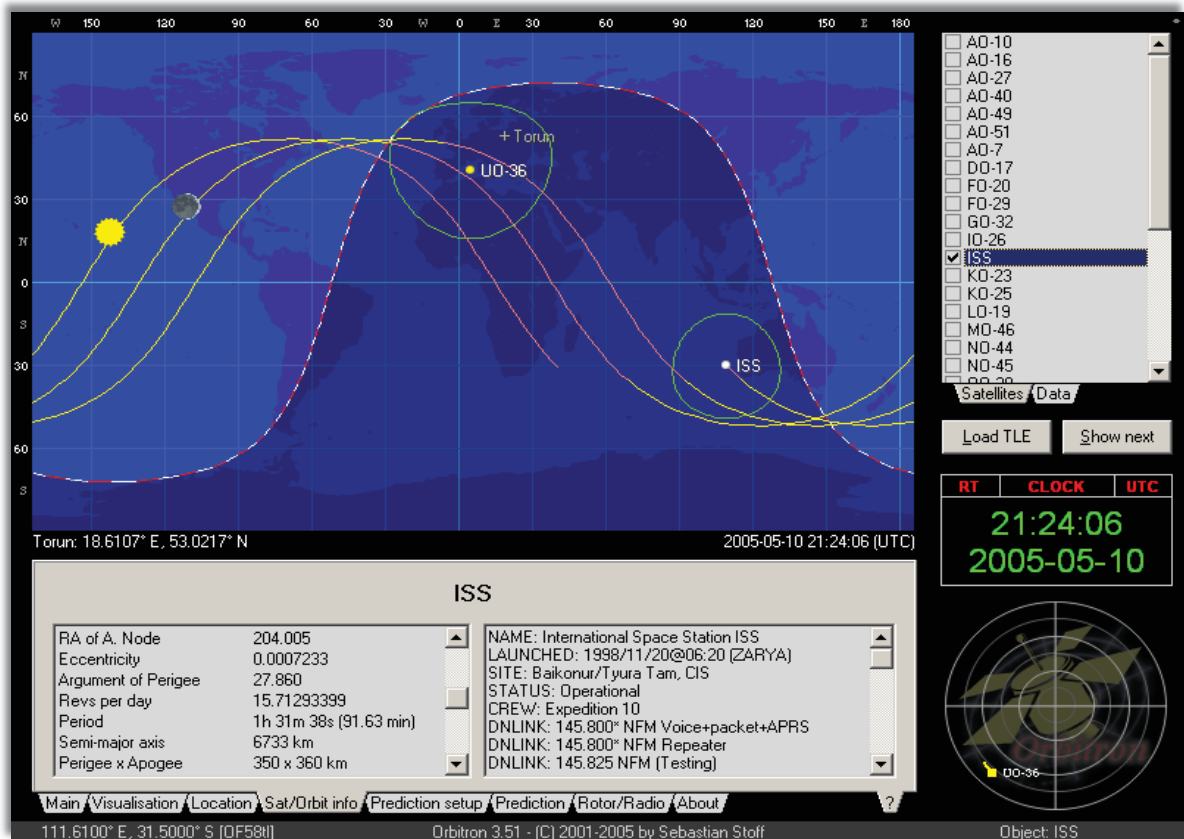 W 150 120 90 60 30 W 0 E 30 60 90 120 150 E 180
N
60
30
N
0
S
30
60
S
+ Torun
UO-36
ISS
Torun: 18.6107° E, 53.0217° N
2005-05-10 21:24:06 (UTC)
AO-10
AO-16
AO-27
AO-40
AO-49
AO-51
AO-7
DO-17
FO-20
FO-29
GO-32
IO-26
ISS
KO-23
KO-25
LO-19
MO-46
NO-44
NO-45
Satellites Data
Load TLE Show next
RT CLOCK UTC
21:24:06
2005-05-10
Orbitron
UO-36
ISS
RA of A. Node 204.005
Eccentricity 0.0007233
Argument of Perigee 27.860
Revs per day 15.71293399
Period 1h 31m 38s (91.63 min)
Semi-major axis 6733 km
Perigee x Apogee 350 x 360 km
NAME: International Space Station ISS
LAUNCHED: 1998/11/20@06:20 (ZARYA)
SITE: Baikonur/Tyura Tam, CIS
STATUS: Operational
CREW: Expedition 10
DNLINK: 145.800* NFM Voice+packet+APRS
DNLINK: 145.800* NFM Repeater
DNLINK: 145.825 NFM (Testing)
Main Visualisation Location Sat/Orbit info Prediction setup Prediction Rotor/Radio About ?
111.6100° E, 31.5000° S [OF58tl]
Orbitron 3.51 - (C) 2001-2005 by Sebastian Stoff
Object: ISS